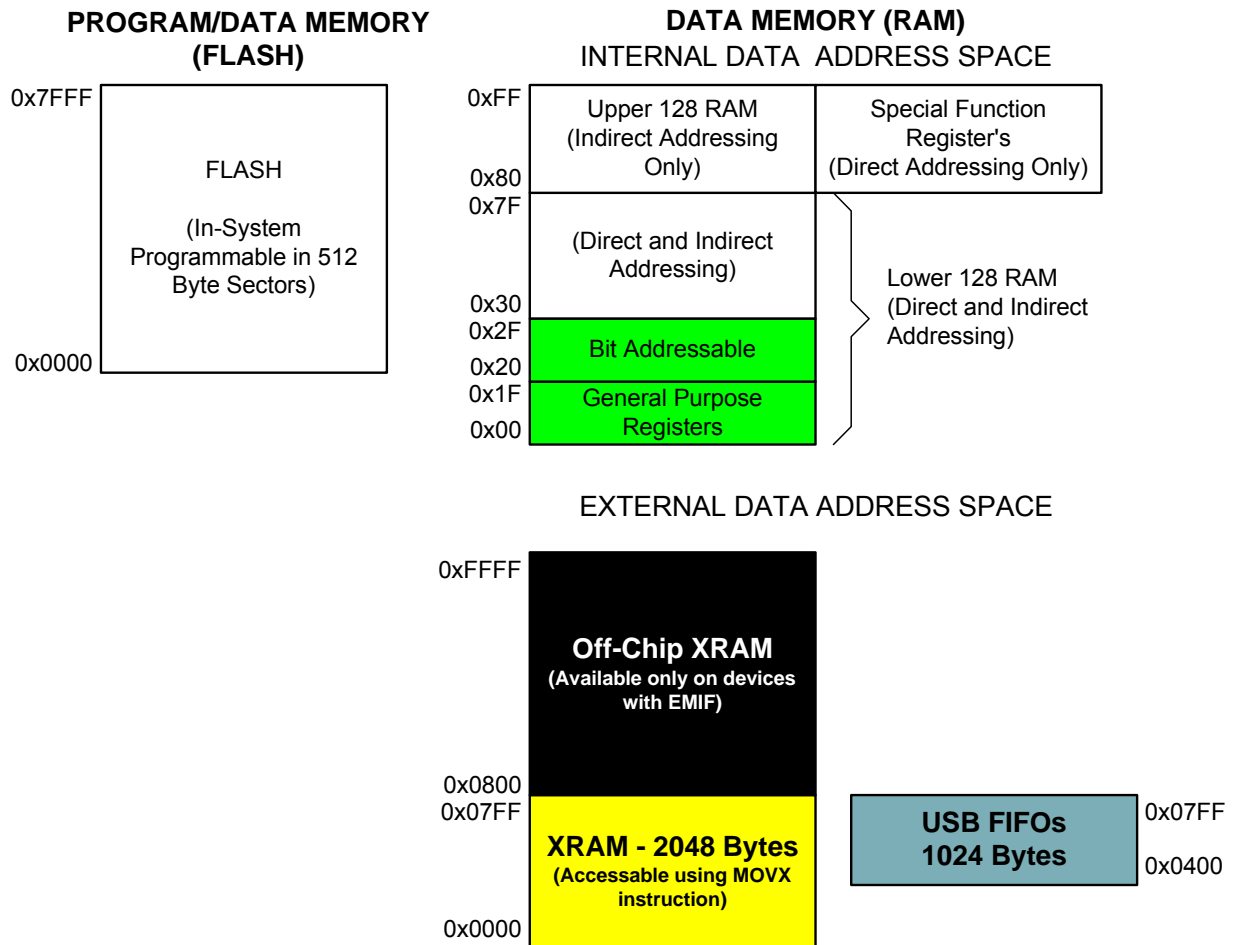 PROGRAM/DATA MEMORY
(FLASH)
0x7FFF
FLASH
(In-System
Programmable in 512
Byte Sectors)
0x0000
DATA MEMORY (RAM)
INTERNAL DATA ADDRESS SPACE
0xFF
Upper 128 RAM
(Indirect Addressing
Only)
0x80
Special Function
Register's
(Direct Addressing Only)
0x7F
(Direct and Indirect
Addressing)
0x30
0x2F
Bit Addressable
0x20
0x1F
General Purpose
Registers
0x00
Lower 128 RAM
(Direct and Indirect
Addressing)
EXTERNAL DATA ADDRESS SPACE
0xFFFF
Off-Chip XRAM
(Available only on devices
with EMIF)
0x0800
0x07FF
XRAM - 2048 Bytes
(Accessable using MOVX
instruction)
0x0000
USB FIFOs
1024 Bytes
0x07FF
0x0400